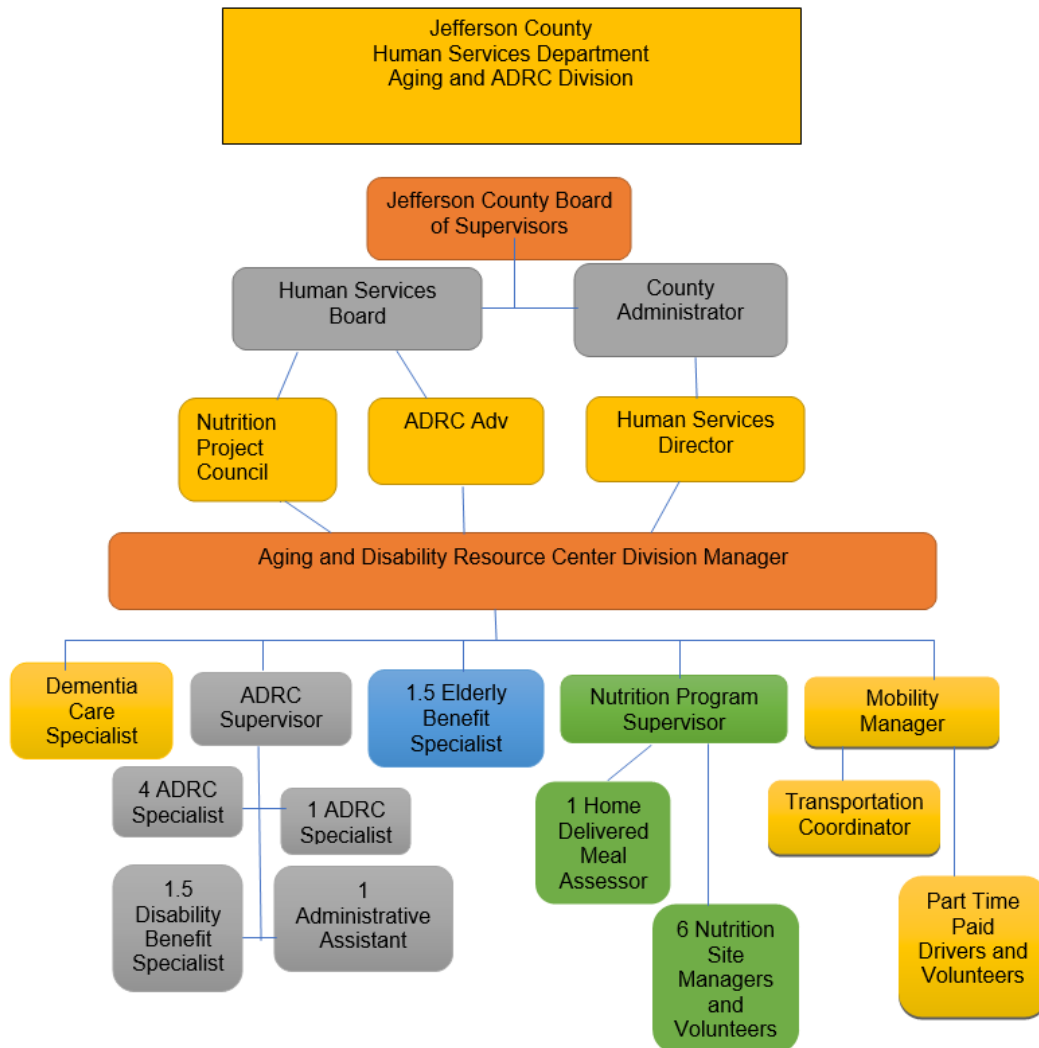 Jefferson County
Human Services Department
Aging and ADRC Division
Jefferson County Board
of Supervisors
Human Services
Board
County
Administrator
Nutrition
Project
Council
ADRC Adv
Human Services
Director
Aging and Disability Resource Center Division Manager
Dementia
Care
Specialist
ADRC
Supervisor
1.5 Elderly
Benefit
Specialist
Nutrition Program
Supervisor
Mobility
Manager
4 ADRC
Specialist
1 ADRC
Specialist
1.5
Disability
Benefit
Specialist
1
Administrative
Assistant
1 Home
Delivered
Meal
Assessor
6 Nutrition
Site
Managers
and
Volunteers
Transportation
Coordinator
Part Time
Paid
Drivers and
Volunteers